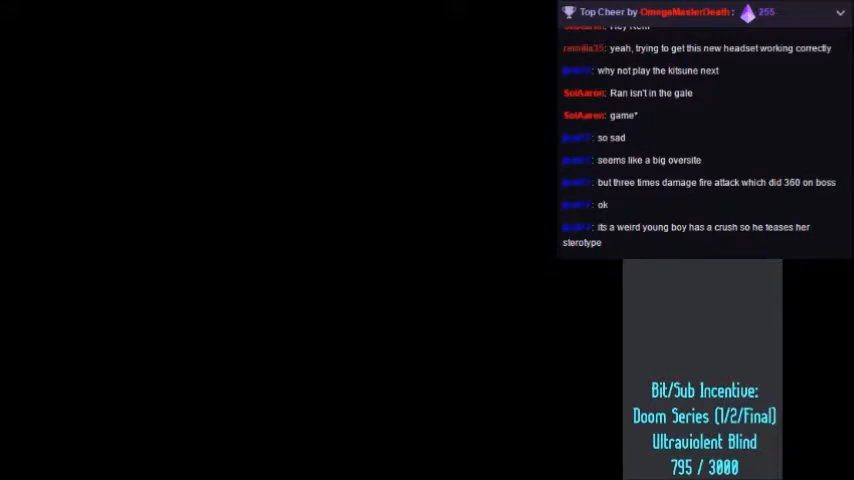 Top Cheer by OmegaMasterDeath : 255
remilia35: yeah, trying to get this new headset working correctly
: why not play the kitsune next
SolAaron: Ran isn't in the gale
SolAaron: game*
: so sad
: seems like a big oversite
: but three times damage fire attack which did 360 on boss
: ok
: its a weird young boy has a crush so he teases her
sterotype
Bit/Sub Incentive:
Doom Series (1/2/Final)
Ultraviolent Blind
795 / 3000